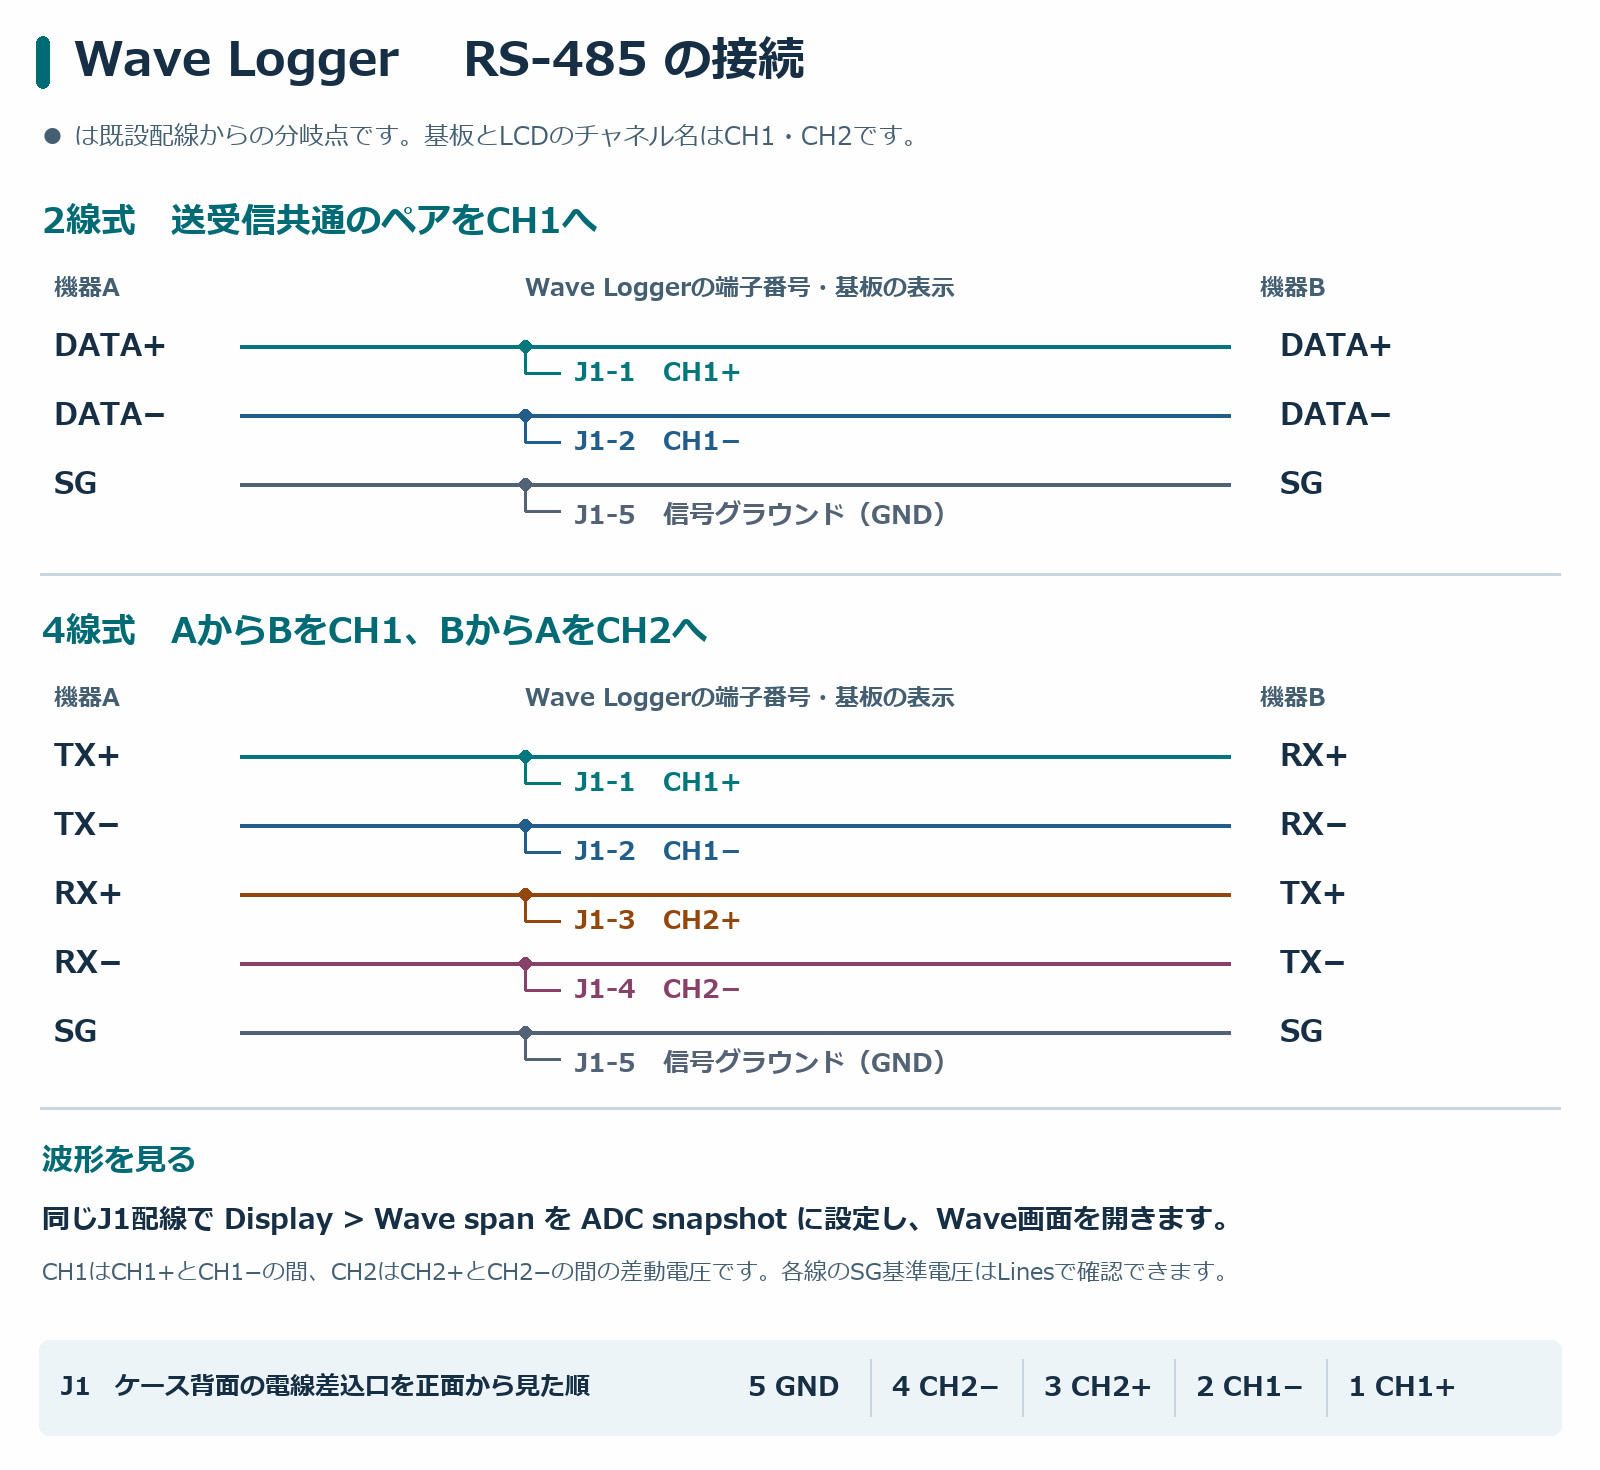 Wave Logger　RS-485 の接続
● は既設配線からの分岐点です。基板とLCDのチャネル名はCH1・CH2です。
2線式　送受信共通のペアをCH1へ
機器A　Wave Loggerの端子番号・基板の表示　機器B
DATA+　DATA+
J1-1　CH1+
DATA−　DATA−
J1-2　CH1−
SG　SG
J1-5　信号グラウンド（GND）
4線式　AからBをCH1、BからAをCH2へ
機器A　Wave Loggerの端子番号・基板の表示　機器B
TX+　RX+
J1-1　CH1+
TX−　RX−
J1-2　CH1−
RX+　TX+
J1-3　CH2+
RX−　TX−
J1-4　CH2−
SG　SG
J1-5　信号グラウンド（GND）
波形を見る
同じJ1配線で Display > Wave span を ADC snapshot に設定し、Wave画面を開きます。
CH1はCH1+とCH1−の間、CH2はCH2+とCH2−の間の差動電圧です。各線のSG基準電圧はLinesで確認できます。
J1　ケース背面の電線差込口を正面から見た順　5 GND　4 CH2−　3 CH2+　2 CH1−　1 CH1+